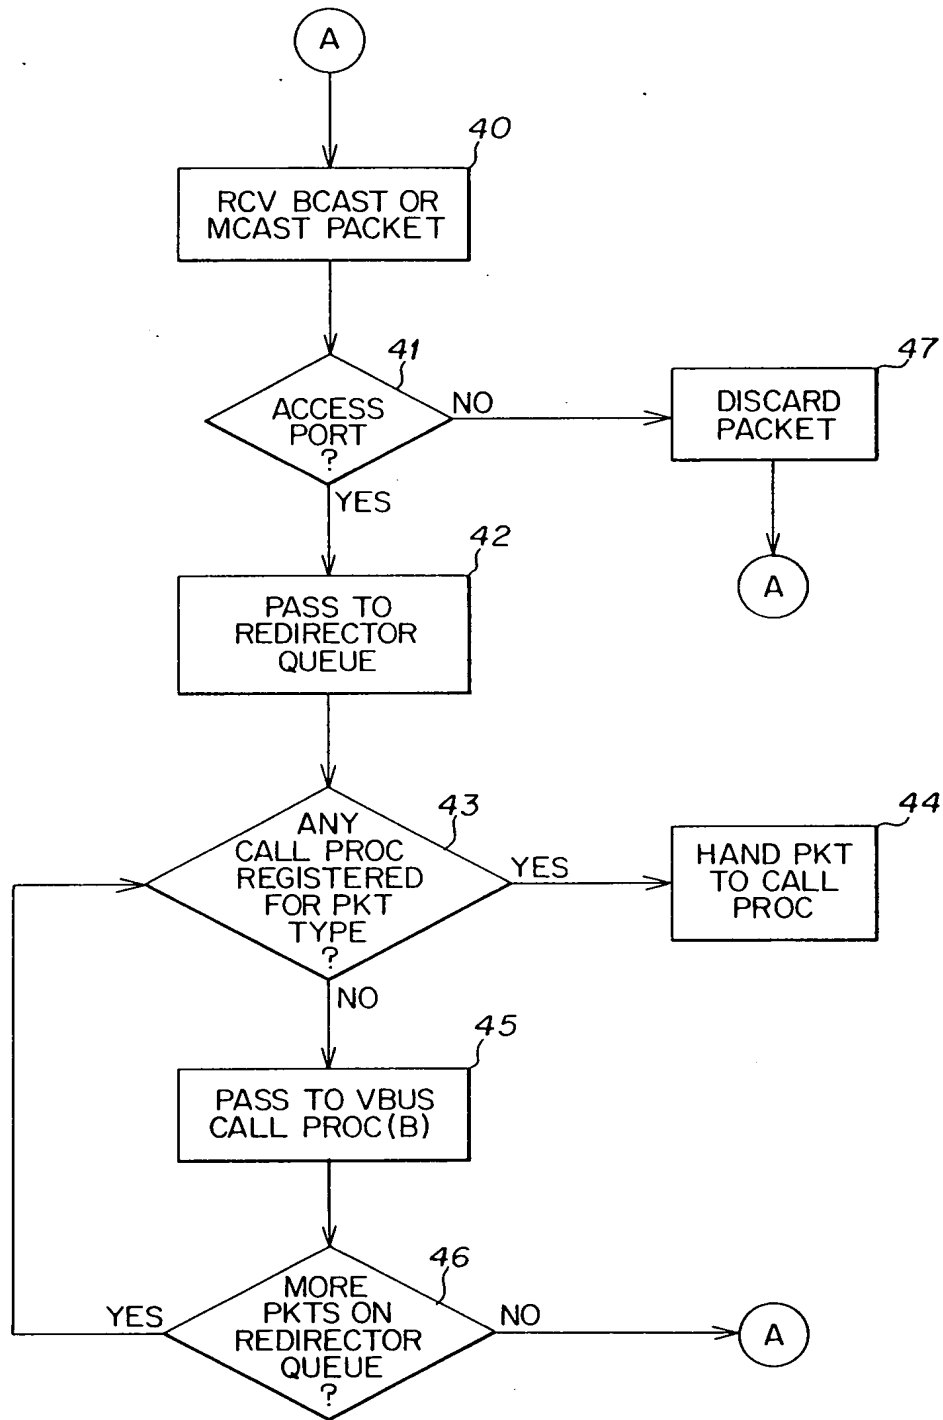 A
40
RCV BCAST OR
MCAST PACKET
41
ACCESS
PORT
?
NO
47
DISCARD
PACKET
YES
A
42
PASS TO
REDIRECTOR
QUEUE
43
ANY
CALL PROC
REGISTERED
FOR PKT
TYPE
?
YES
44
HAND PKT
TO CALL
PROC
NO
45
PASS TO VBUS
CALL PROC(B)
46
MORE
PKTS ON
REDIRECTOR
QUEUE
?
YES
NO
A